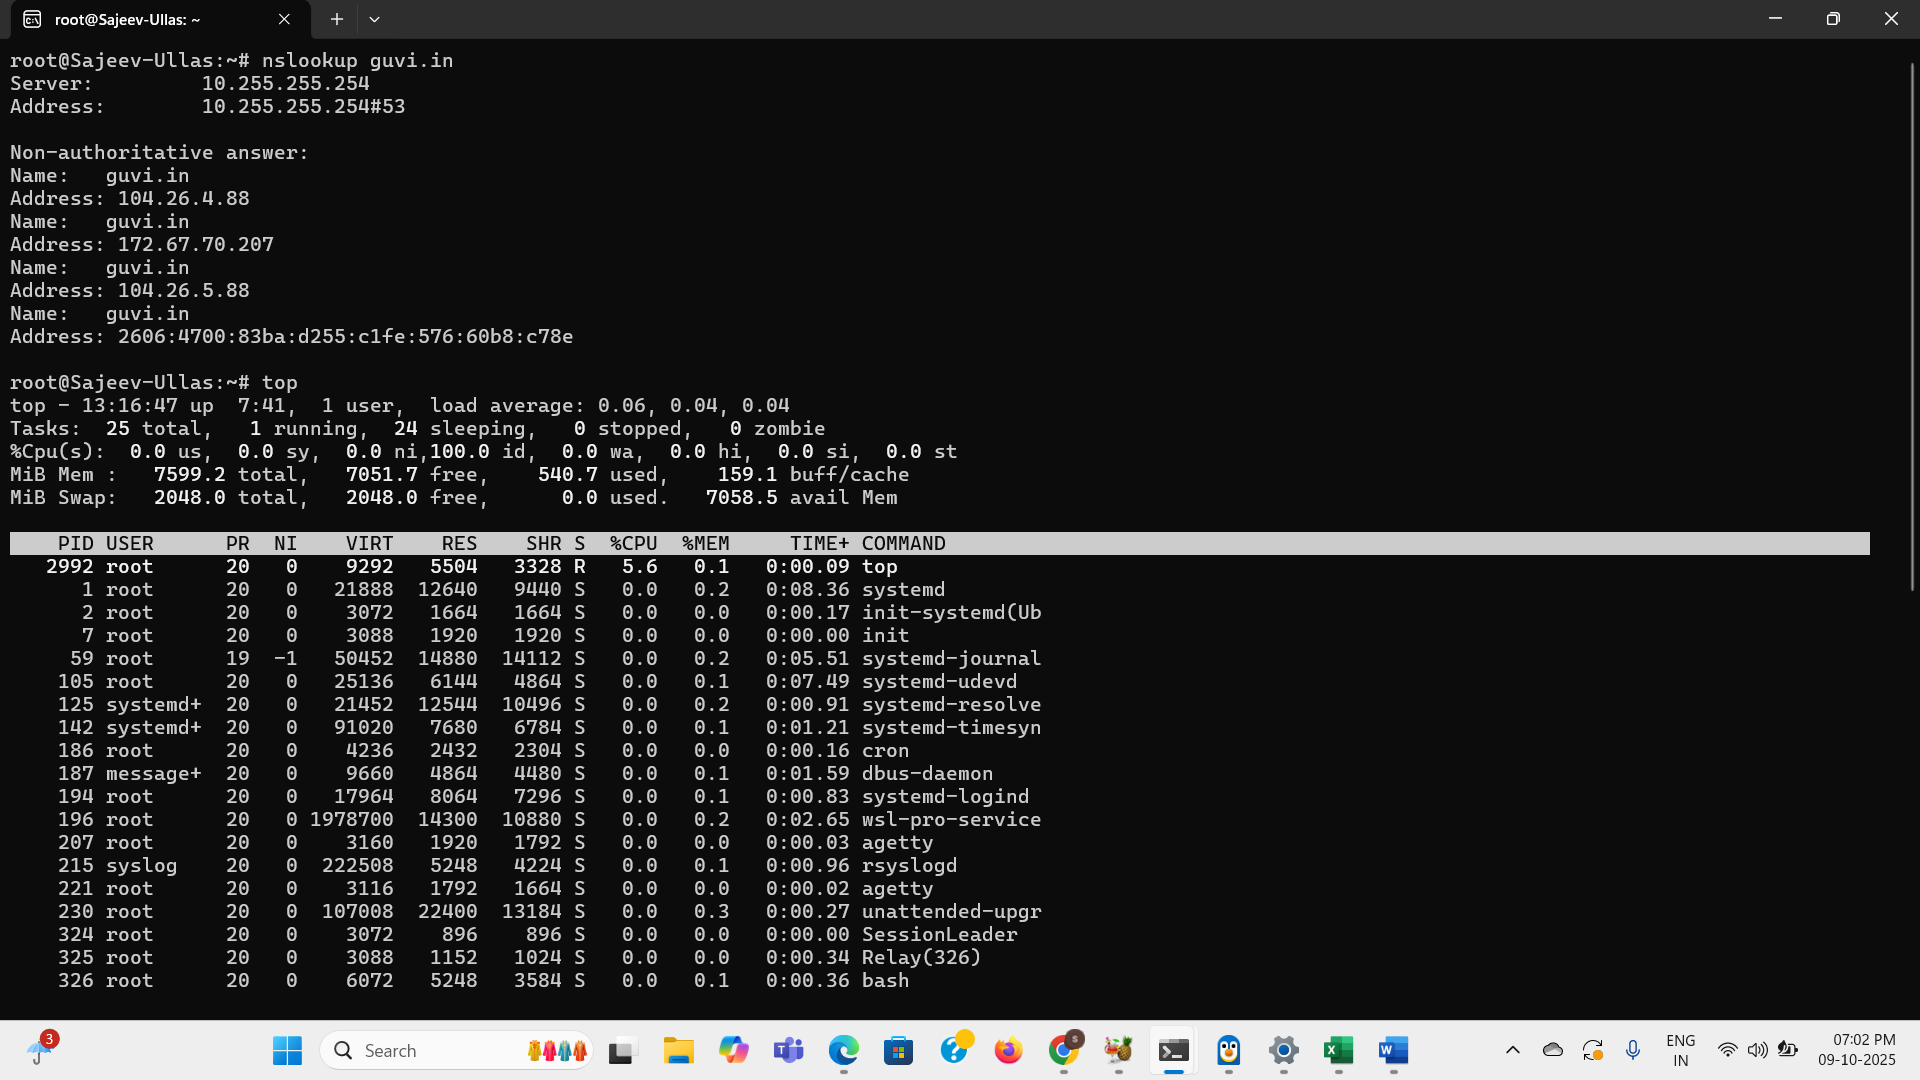 root@Sajeev-Ullas: ~
root@Sajeev-Ullas:~# nslookup guvi.in
Server:         10.255.255.254
Address:        10.255.255.254#53
Non-authoritative answer:
Name:   guvi.in
Address: 104.26.4.88
Name:   guvi.in
Address: 172.67.70.207
Name:   guvi.in
Address: 104.26.5.88
Name:   guvi.in
Address: 2606:4700:83ba:d255:c1fe:576:60b8:c78e
root@Sajeev-Ullas:~# top
top - 13:16:47 up  7:41,  1 user,  load average: 0.06, 0.04, 0.04
Tasks:  25 total,   1 running,  24 sleeping,   0 stopped,   0 zombie
%Cpu(s):  0.0 us,  0.0 sy,  0.0 ni,100.0 id,  0.0 wa,  0.0 hi,  0.0 si,  0.0 st
MiB Mem :   7599.2 total,   7051.7 free,    540.7 used,    159.1 buff/cache
MiB Swap:   2048.0 total,   2048.0 free,      0.0 used.   7058.5 avail Mem
    PID USER      PR  NI    VIRT    RES    SHR S  %CPU  %MEM     TIME+ COMMAND
   2992 root      20   0    9292   5504   3328 R   5.6   0.1   0:00.09 top
      1 root      20   0   21888  12640   9440 S   0.0   0.2   0:08.36 systemd
      2 root      20   0    3072   1664   1664 S   0.0   0.0   0:00.17 init-systemd(Ub
      7 root      20   0    3088   1920   1920 S   0.0   0.0   0:00.00 init
     59 root      19  -1   50452  14880  14112 S   0.0   0.2   0:05.51 systemd-journal
    105 root      20   0   25136   6144   4864 S   0.0   0.1   0:07.49 systemd-udevd
    125 systemd+  20   0   21452  12544  10496 S   0.0   0.2   0:00.91 systemd-resolve
    142 systemd+  20   0   91020   7680   6784 S   0.0   0.1   0:01.21 systemd-timesyn
    186 root      20   0    4236   2432   2304 S   0.0   0.0   0:00.16 cron
    187 message+  20   0    9660   4864   4480 S   0.0   0.1   0:01.59 dbus-daemon
    194 root      20   0   17964   8064   7296 S   0.0   0.1   0:00.83 systemd-logind
    196 root      20   0 1978700  14300  10880 S   0.0   0.2   0:02.65 wsl-pro-service
    207 root      20   0    3160   1920   1792 S   0.0   0.0   0:00.03 agetty
    215 syslog    20   0  222508   5248   4224 S   0.0   0.1   0:00.96 rsyslogd
    221 root      20   0    3116   1792   1664 S   0.0   0.0   0:00.02 agetty
    230 root      20   0  107008  22400  13184 S   0.0   0.3   0:00.27 unattended-upgr
    324 root      20   0    3072    896    896 S   0.0   0.0   0:00.00 SessionLeader
    325 root      20   0    3088   1152   1024 S   0.0   0.0   0:00.34 Relay(326)
    326 root      20   0    6072   5248   3584 S   0.0   0.1   0:00.36 bash
3
Search
ENG
IN
07:02 PM
09-10-2025